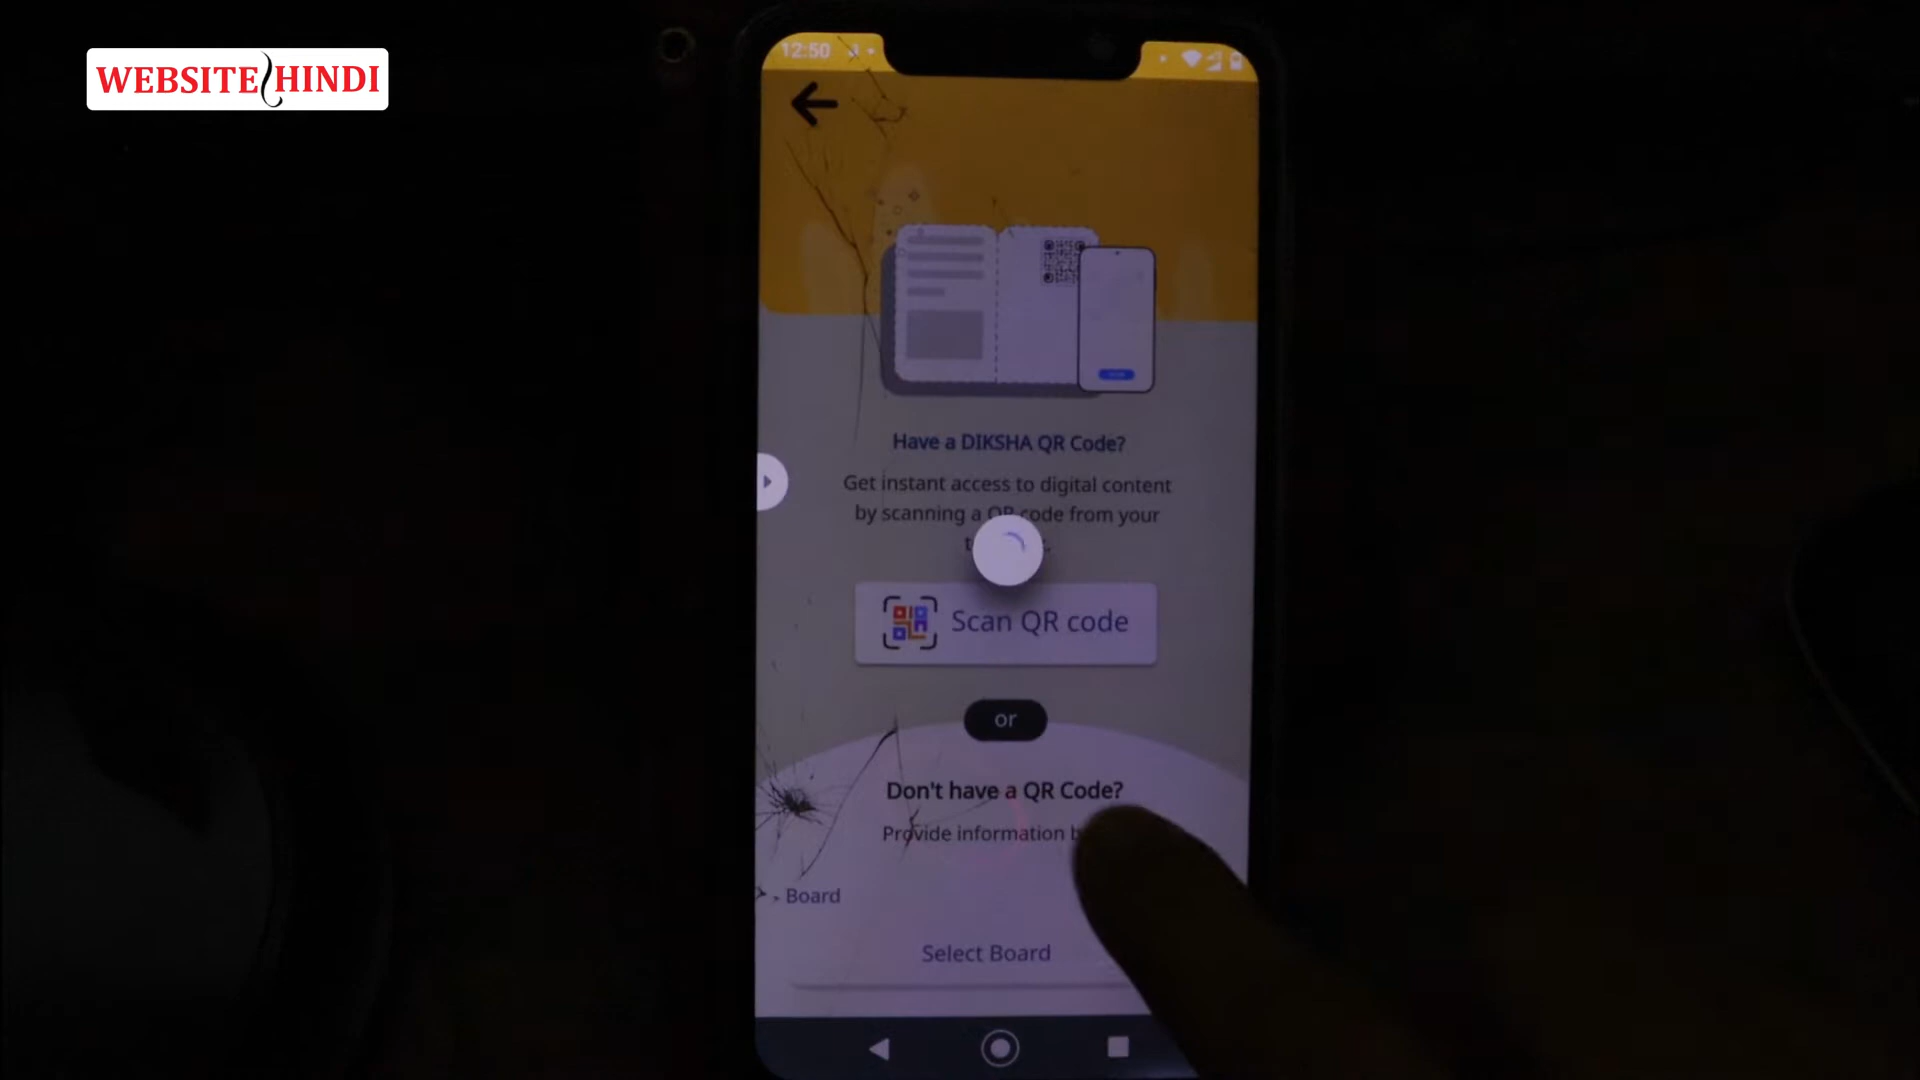 WEBSITE HINDI
12:50
Have a DIKSHA QR Code?
Get instant access to digital content
by scanning a QR code from your
Scan QR code
or
Don't have a QR Code?
Provide information
Board
Select Board